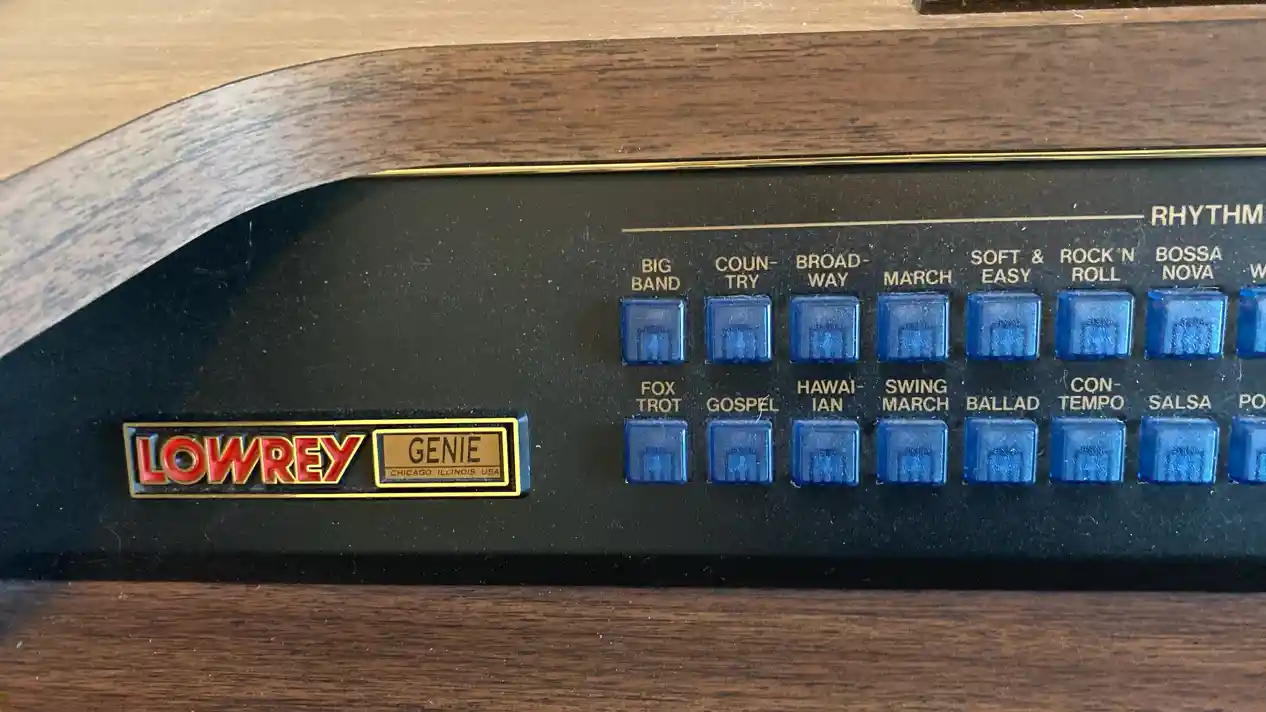 RHYTHM
BIG BAND
COUN-TRY
BROAD-WAY
MARCH
SOFT & EASY
ROCK'N ROLL
BOSSA NOVA
FOX TROT
GOSPEL
HAWAI-IAN
SWING MARCH
BALLAD
CON-TEMPO
SALSA
LOWREY
GENIE
CHICAGO ILLINOIS USA